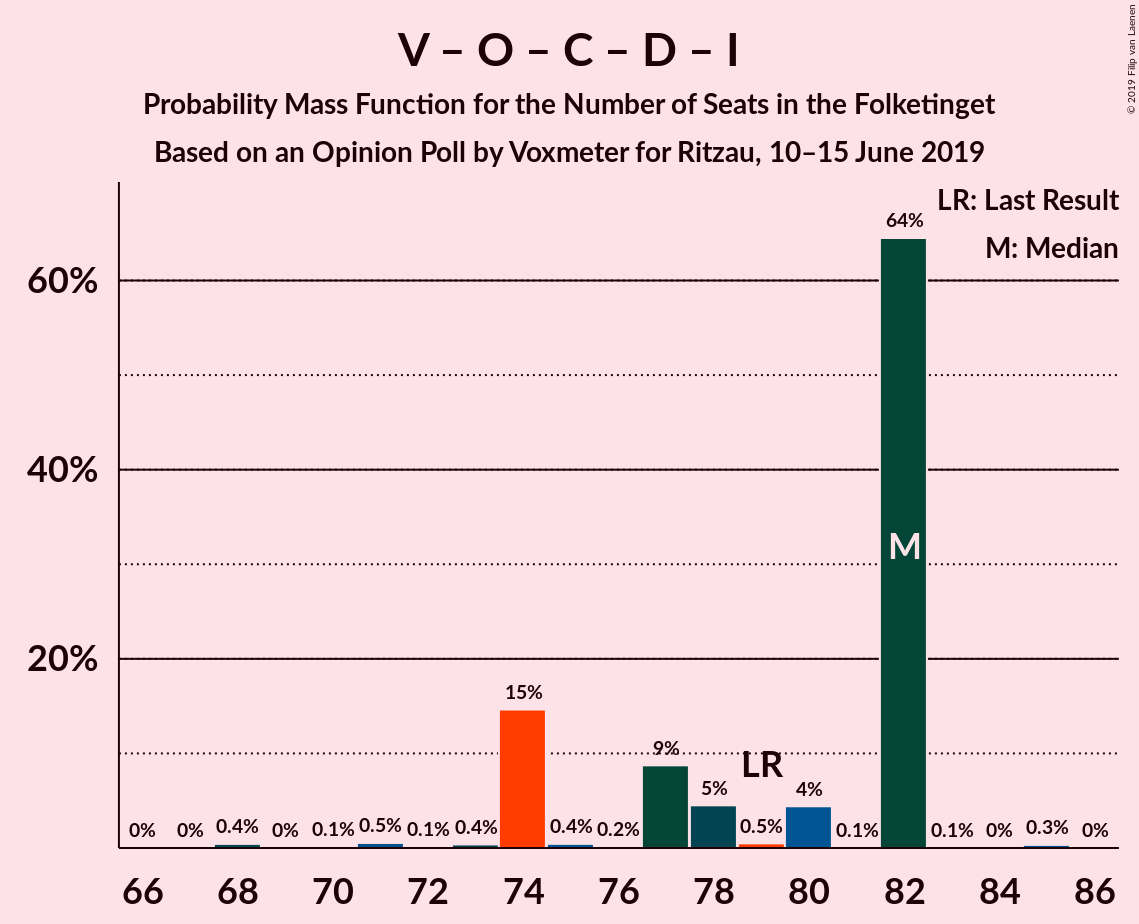 V – O – C – D – I
Probability Mass Function for the Number of Seats in the Folketinget
Based on an Opinion Poll by Voxmeter for Ritzau, 10–15 June 2019
© 2019 Filip van Laenen
LR: Last Result
M: Median
60%
40%
20%
0%
0%
0.4%
0%
0.1%
0.5%
0.1%
0.4%
15%
0.4%
0.2%
9%
5%
0.5%
4%
0.1%
64%
0.1%
0%
0.3%
0%
LR
M
66 68 70 72 74 76 78 80 82 84 86